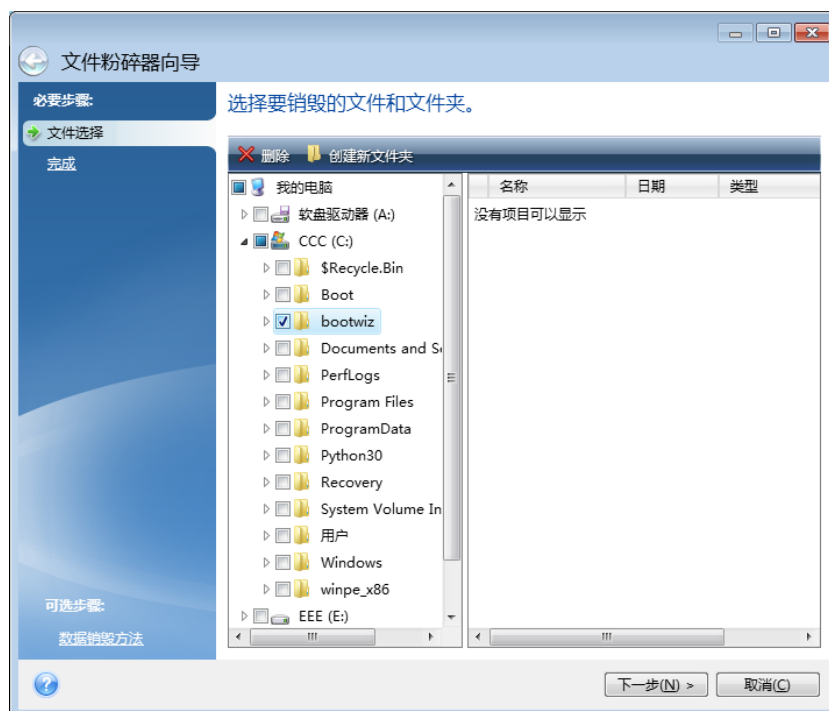 文件粉碎器向导
必要步骤:
文件选择
完成
选择要销毁的文件和文件夹。
删除 创建新文件夹
我的电脑
软盘驱动器 (A:)
CCC (C:)
$Recycle.Bin
Boot
bootwiz
Documents and Se
PerfLogs
Program Files
ProgramData
Python30
Recovery
System Volume In
用户
Windows
winpe_x86
EEE (E:)
名称 日期 类型
没有项目可以显示
可选步骤:
数据销毁方法
下一步(N) > 取消(C)